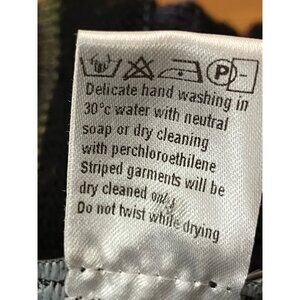 P
Delicate hand washing in
30°c water with neutral
soap or dry cleaning
with perchloroethilene
Striped garments will be
dry cleaned only
Do not twist while drying